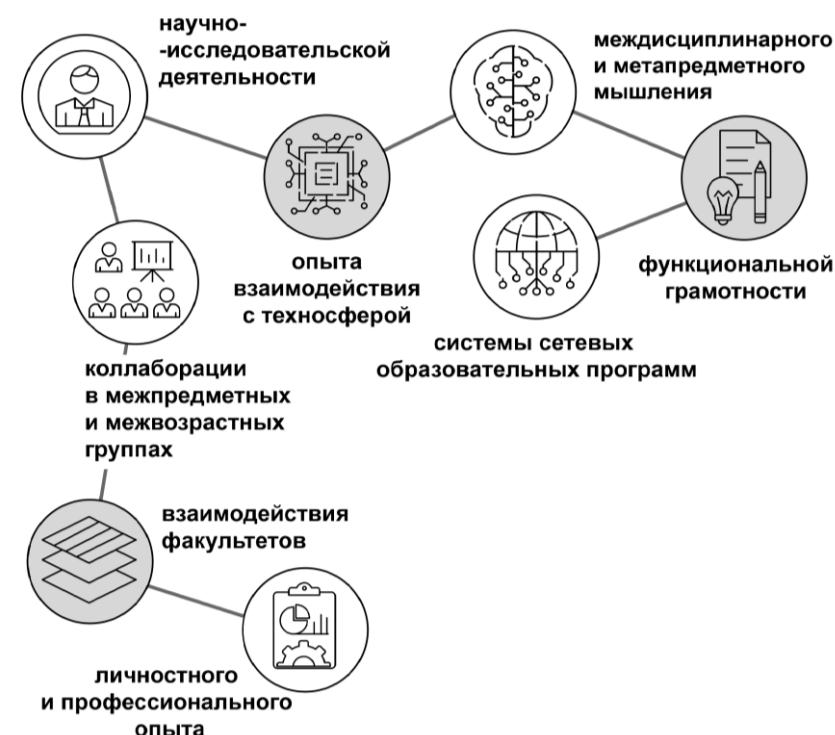 научно-
-исследовательской
деятельности
междисциплинарного
и метапредметного
мышления
опыта
взаимодействия
с техносферой
функциональной
грамотности
системы сетевых
образовательных программ
коллаборации
в межпредметных
и межвозрастных
группах
взаимодействия
факультетов
личностного
и профессионального
опыта